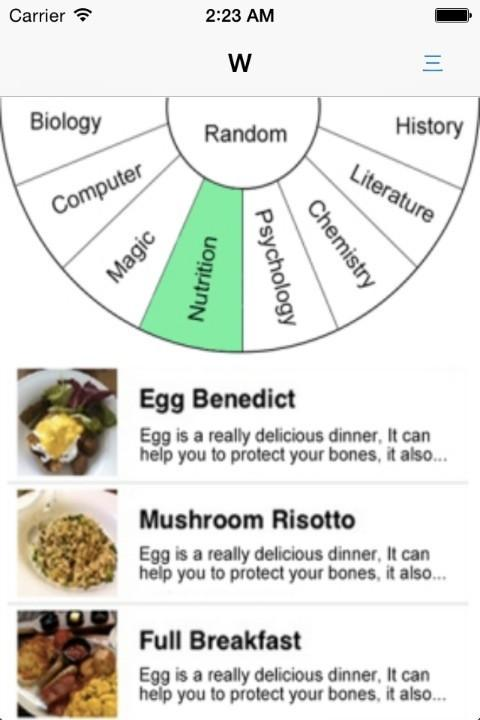 Carrier 2:23 AM
W
Biology
Random
History
Computer
Literature
Magic
Nutrition
Psychology
Chemistry
Egg Benedict
Egg is a really delicious dinner, It can
help you to protect your bones, it also...
Mushroom Risotto
Egg is a really delicious dinner, It can
help you to protect your bones, it also...
Full Breakfast
Egg is a really delicious dinner, It can
help you to protect your bones, it also...